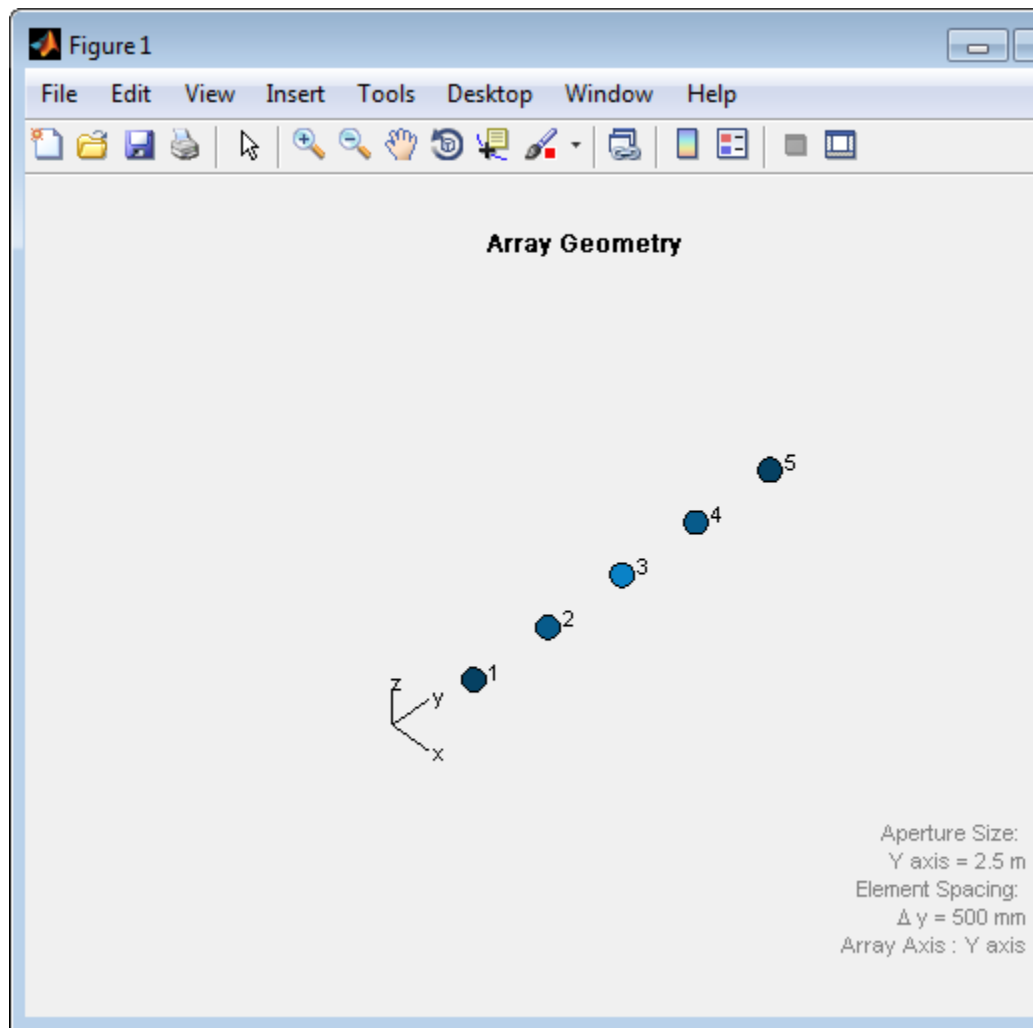 Figure 1
File Edit View Insert Tools Desktop Window Help
Array Geometry
5
4
3
2
1
z
y
x
Aperture Size:
Y axis = 2.5 m
Element Spacing:
Δ y = 500 mm
Array Axis : Y axis